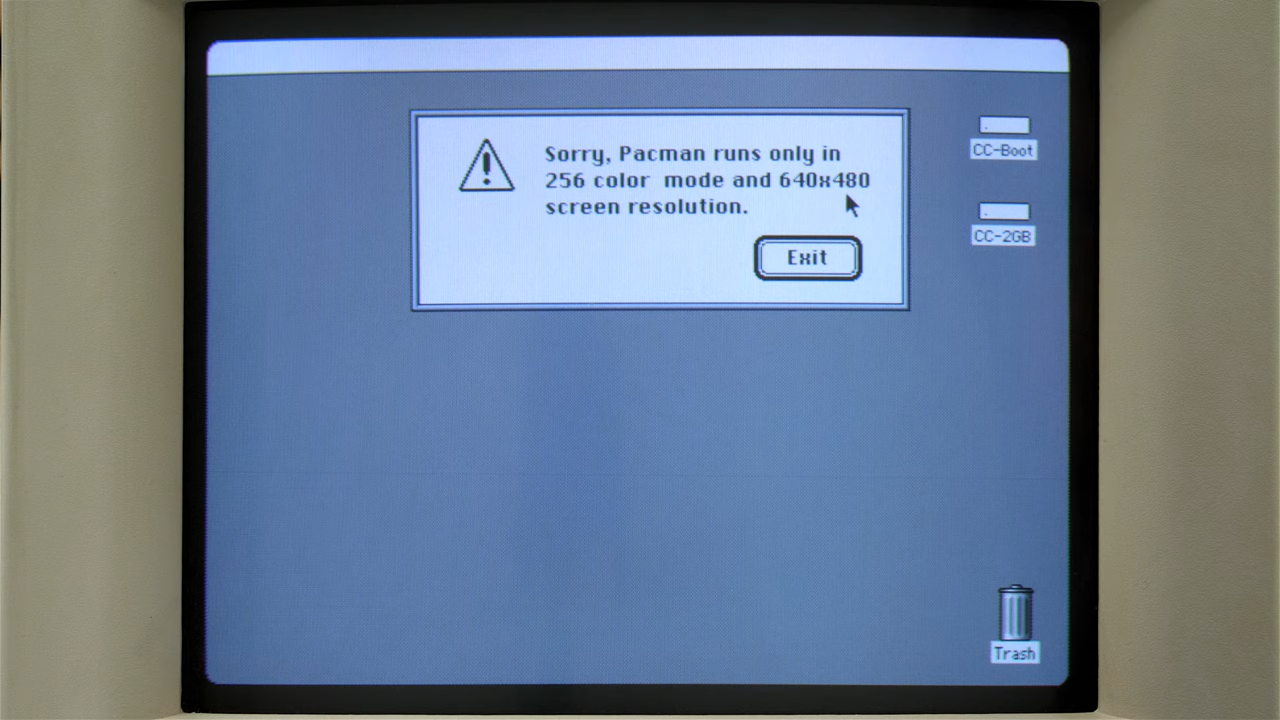 Sorry, Pacman runs only in
256 color  mode and 640x480
screen resolution.
Exit
CC-Boot
CC-2GB
Trash